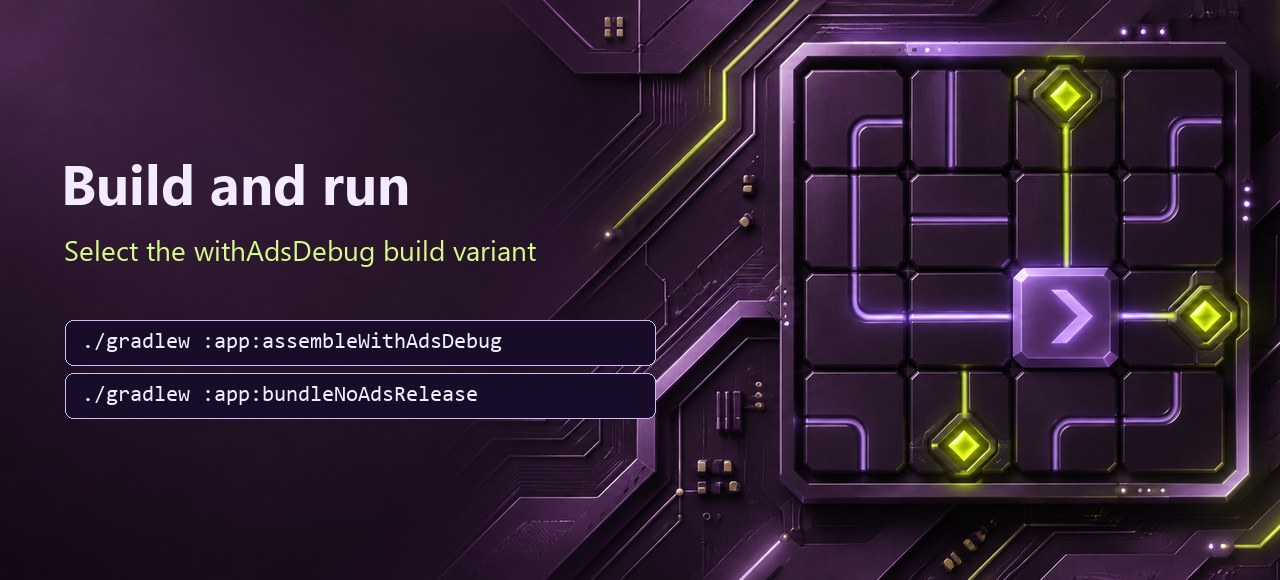 Build and run
Select the withAdsDebug build variant
./gradlew :app:assembleWithAdsDebug
./gradlew :app:bundleNoAdsRelease